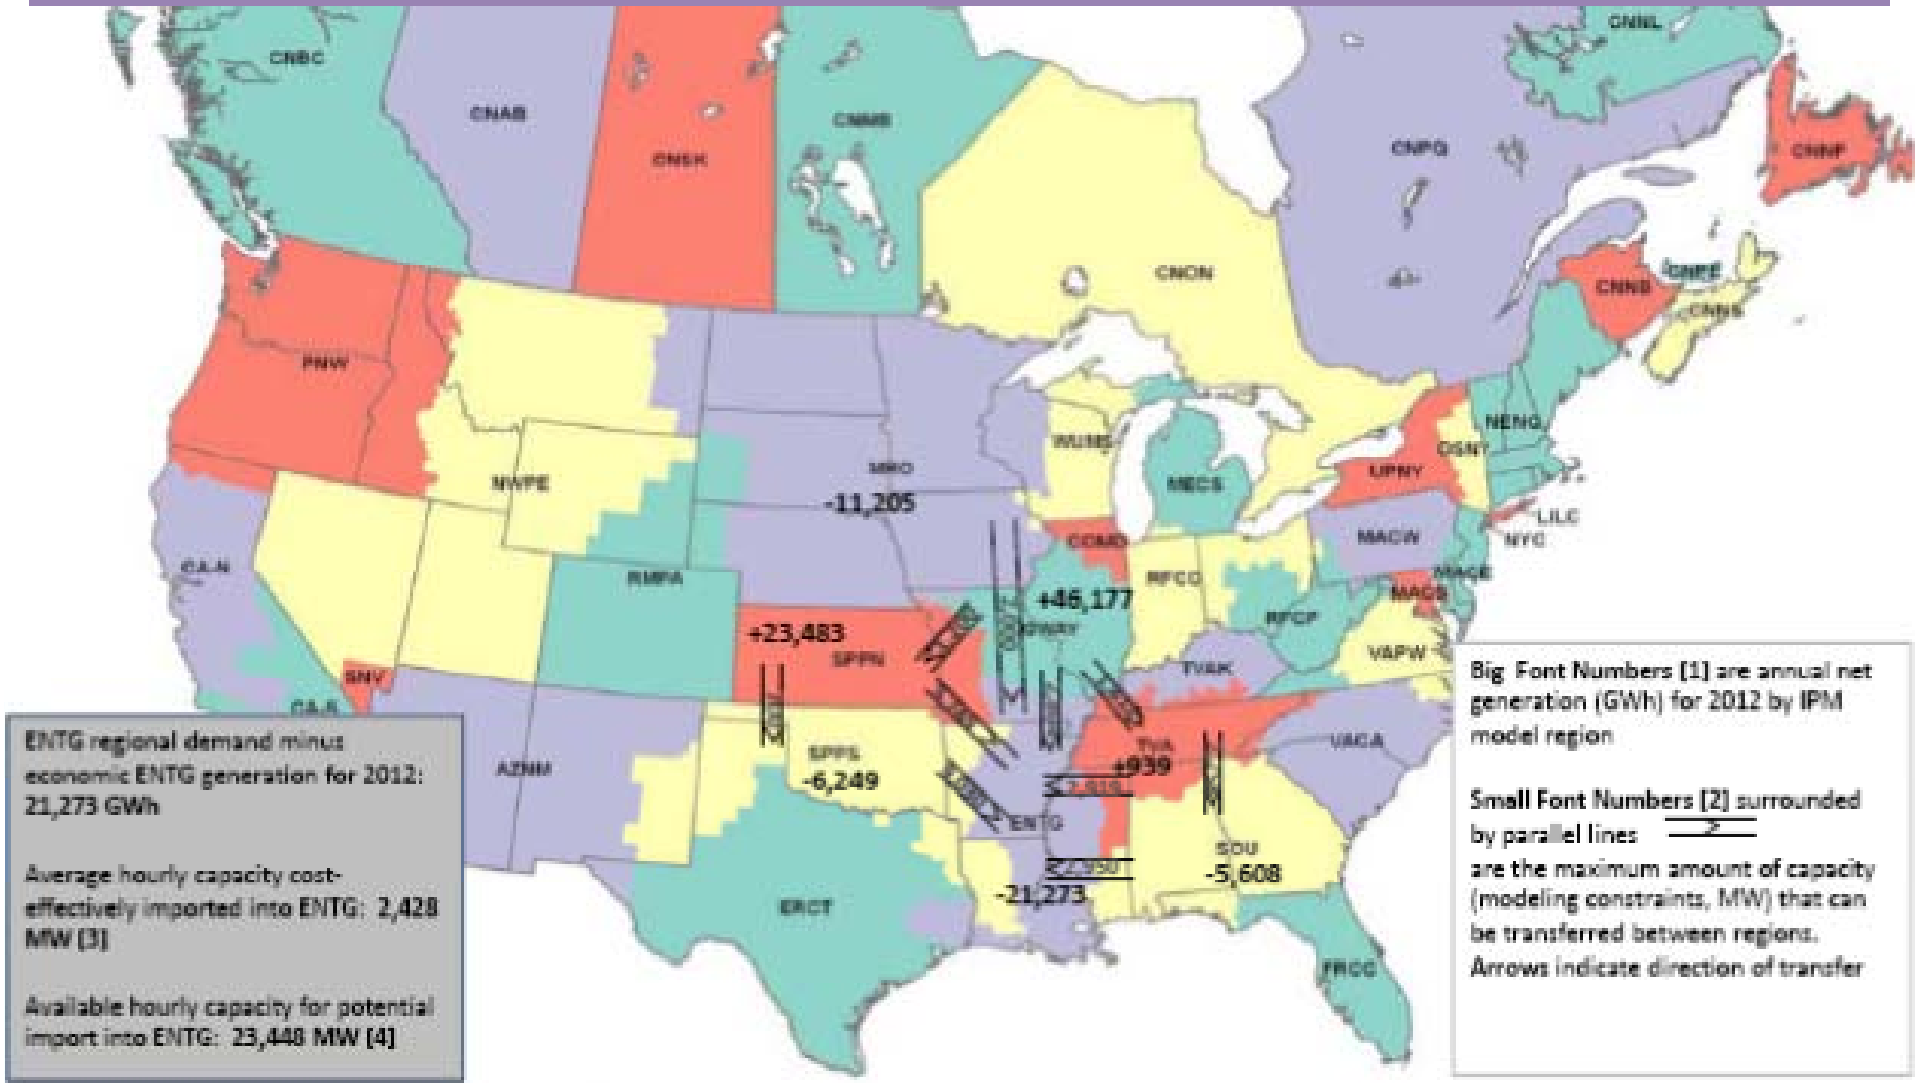 CNNL
CNBC
CNAB
CNMB
CNSK
CNPQ
CNNF
CNON
CNPE
CNNB
CNNS
PNW
NENG
DSNY
WUMS
MRO
UPNY
NWPE
MECS
-11,205
LILC
NYC
MACW
COMD
CA-N
MACE
RMPA
RFCO
MACS
+46,177
GWAY
RFCP
+23,483
SPPN
VAPW
TVAK
SNV
CA-S
VACA
TVA
+939
SPPS
-6,249
AZNM
ENTG
2,950
SOU
-5,608
-21,273
ERCT
FRCC
ENTG regional demand minus
economic ENTG generation for 2012:
21,273 GWh
Average hourly capacity cost-
effectively imported into ENTG: 2,428
MW [3]
Available hourly capacity for potential
import into ENTG: 23,448 MW [4]
Big Font Numbers [1] are annual net
generation (GWh) for 2012 by IPM
model region
Small Font Numbers [2] surrounded
by parallel lines
are the maximum amount of capacity
(modeling constraints, MW) that can
be transferred between regions.
Arrows indicate direction of transfer